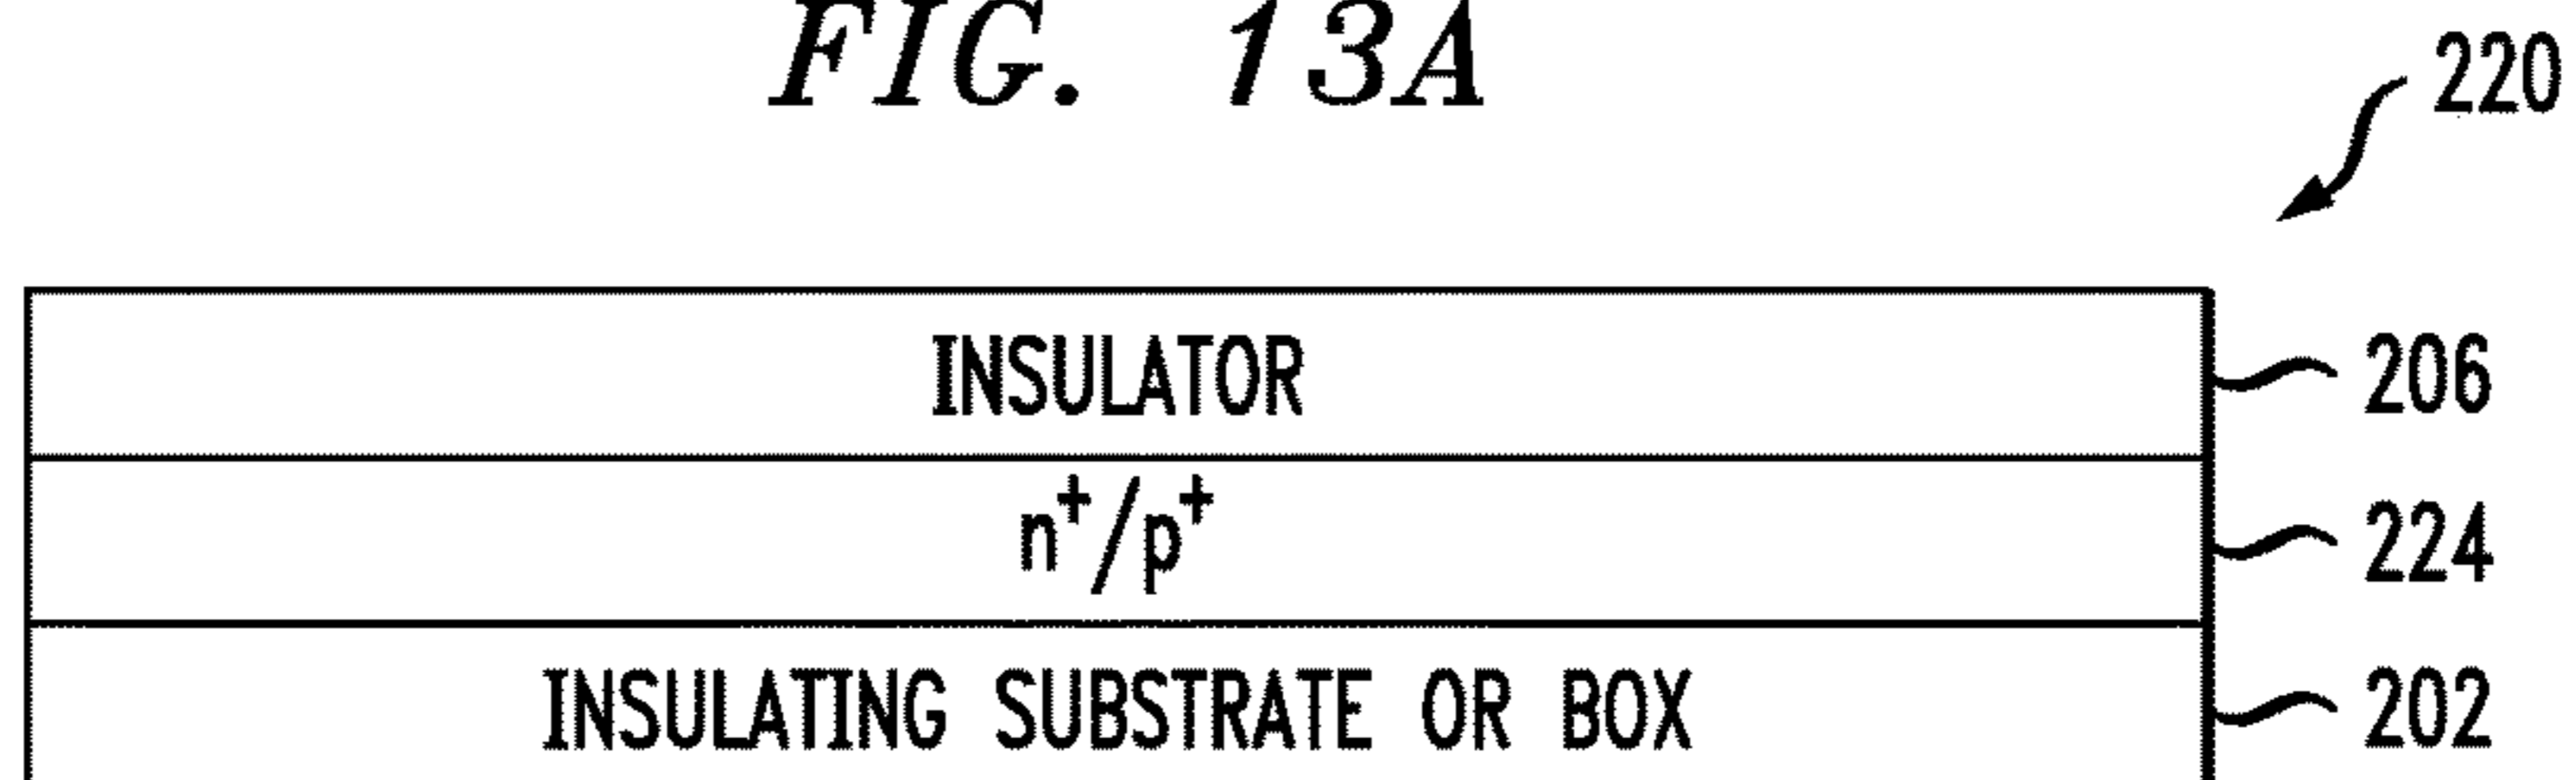 FIG. 13A
220
INSULATOR 206
n+/p+ 224
INSULATING SUBSTRATE OR BOX 202